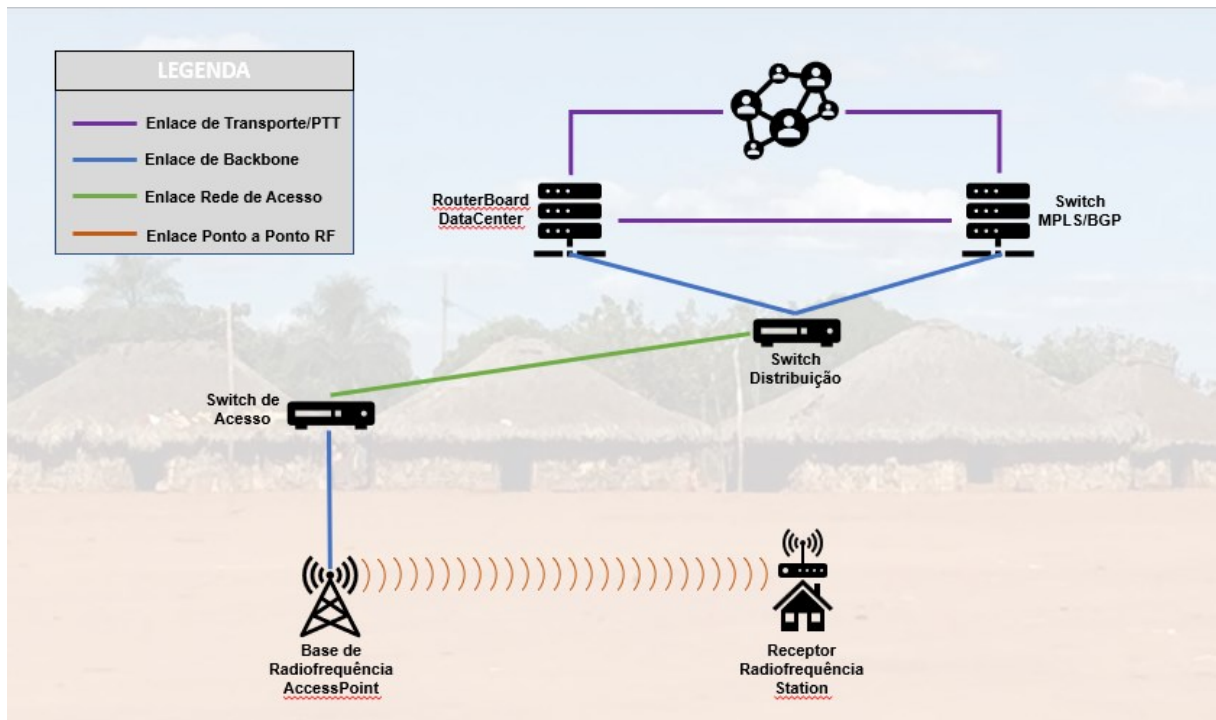 LEGENDA
Enlace de Transporte/PTT
Enlace de Backbone
Enlace Rede de Acesso
Enlace Ponto a Ponto RF
RouterBoard
DataCenter
Switch
MPLS/BGP
Switch
Distribuição
Switch de
Acesso
Base de
Radiofrequência
AccessPoint
Receptor
Radiofrequência
Station